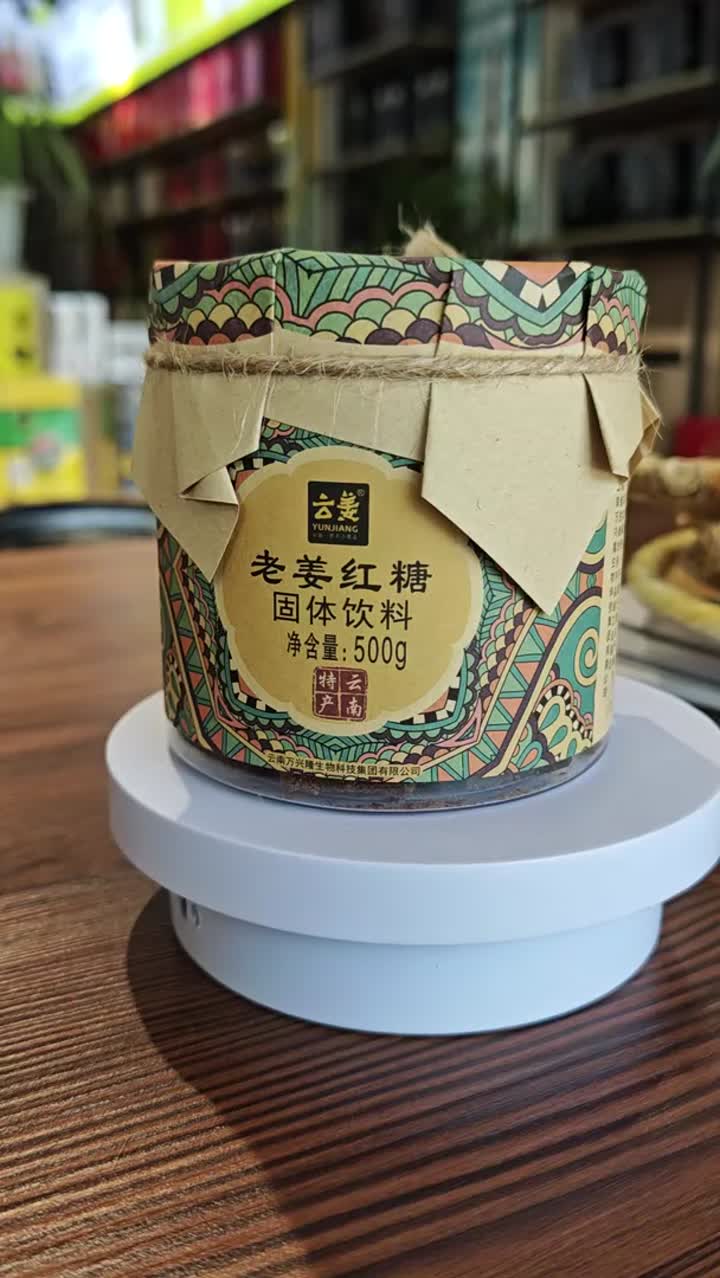 云姜®
YUNJIANG
老姜红糖
固体饮料
净含量:500g
云南
特产
云南万兴隆生物科技集团有限公司